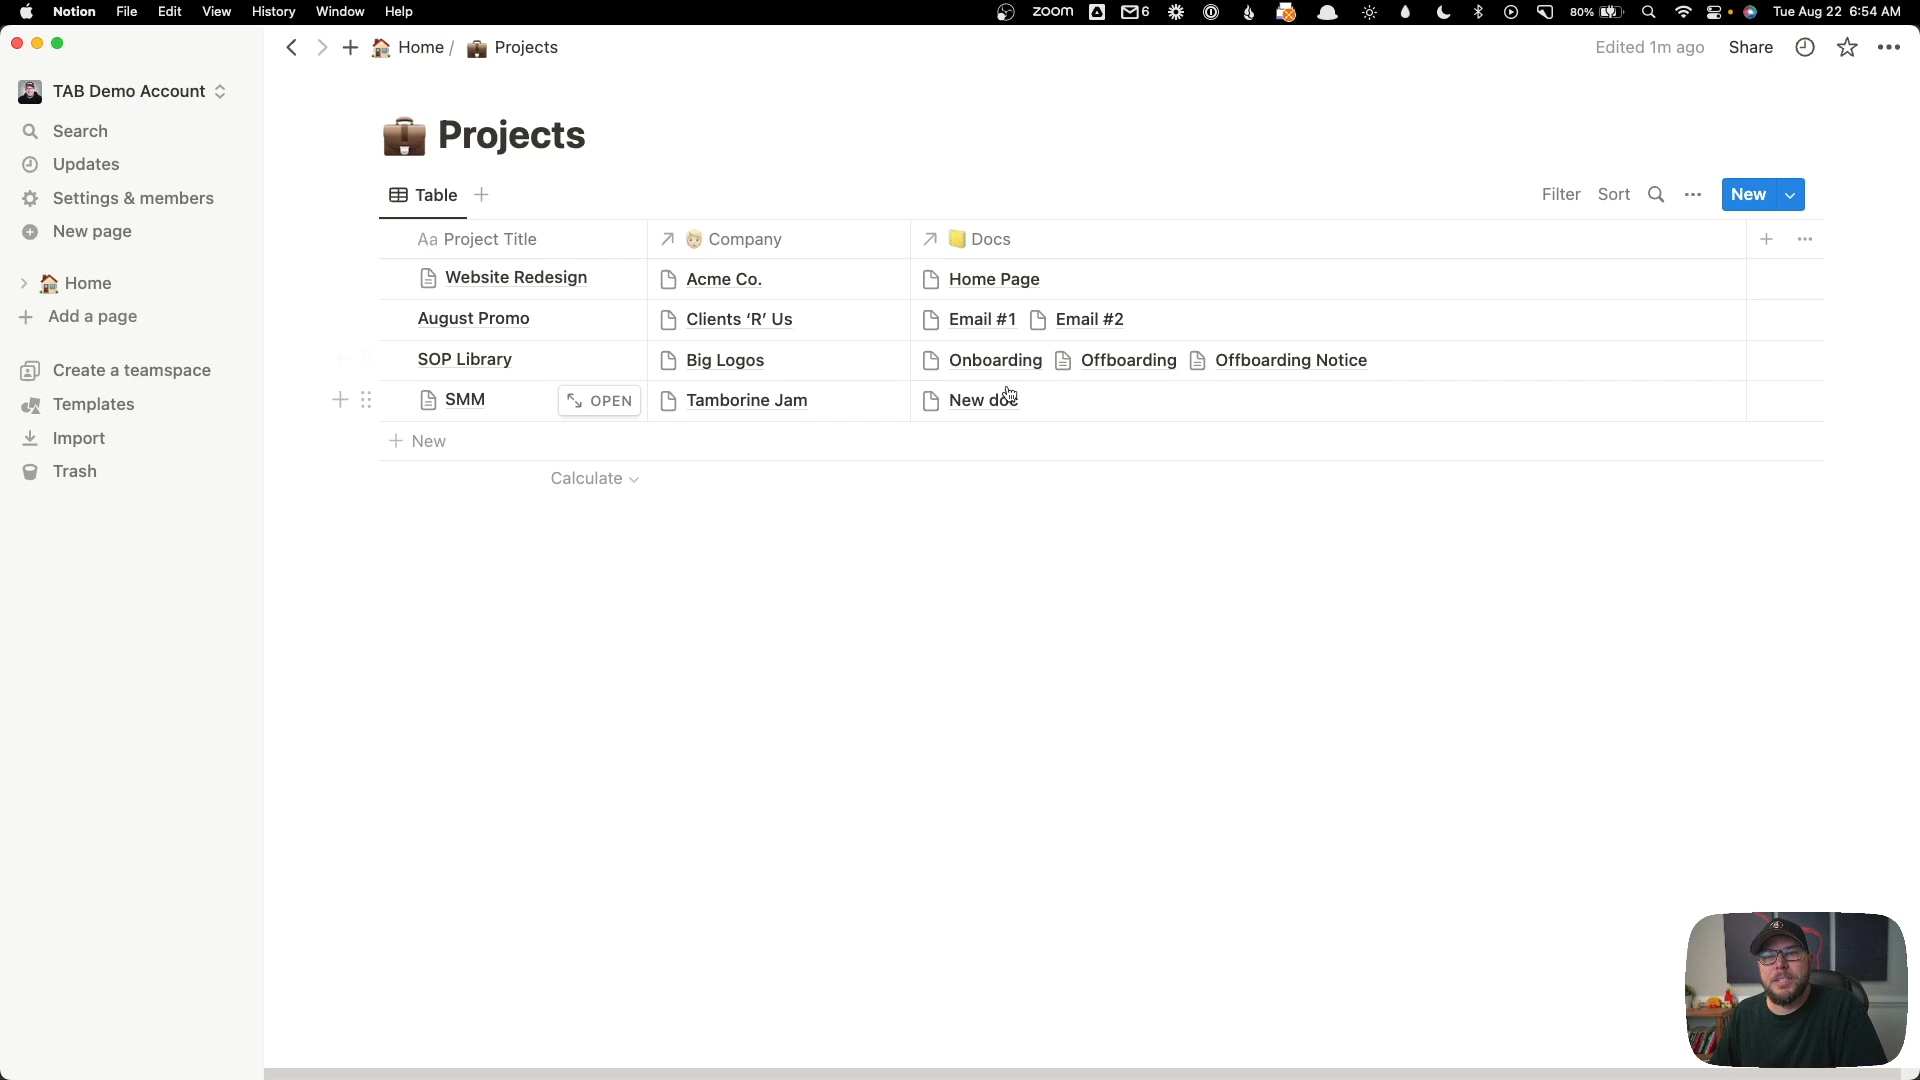 Notion File Edit View History Window Help zoom 6 80% Tue Aug 22 6:54 AM
Home / Projects Edited 1m ago Share
TAB Demo Account
Search
Updates
Settings & members
New page
Home
Add a page
Create a teamspace
Templates
Import
Trash
Projects
Table Filter Sort New
Aa Project Title Company Docs
Website Redesign Acme Co. Home Page
August Promo Clients ‘R’ Us Email #1 Email #2
SOP Library Big Logos Onboarding Offboarding Offboarding Notice
SMM OPEN Tamborine Jam New doc
New
Calculate